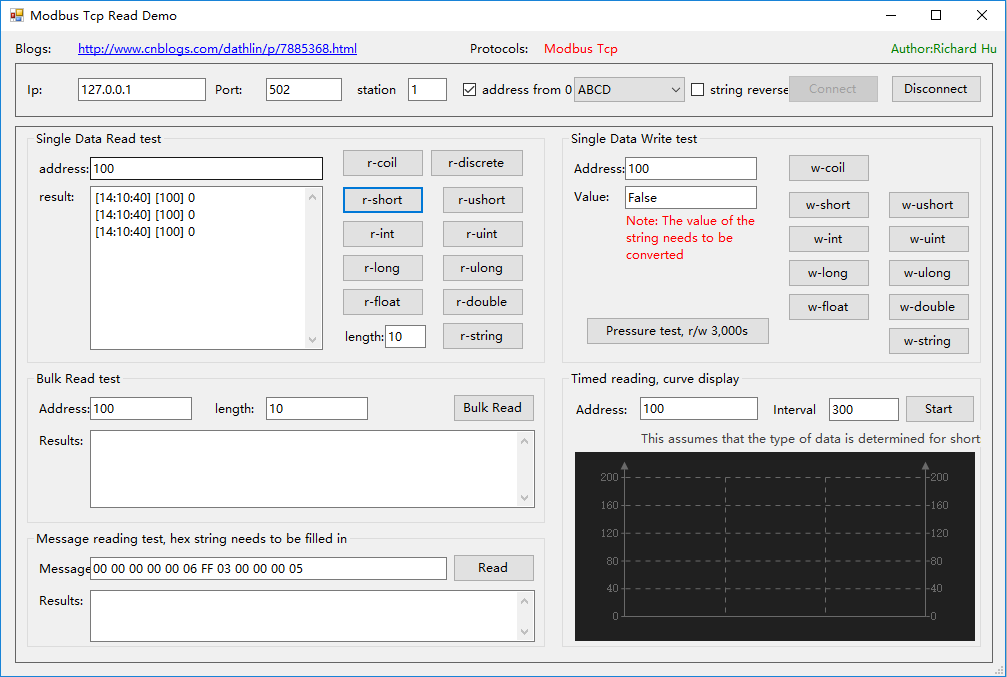 Modbus Tcp Read Demo
Blogs: http://www.cnblogs.com/dathlin/p/7885368.html Protocols: Modbus Tcp Author:Richard Hu
Ip: 127.0.0.1 Port: 502 station 1 address from 0 ABCD string reverse Connect Disconnect
Single Data Read test
address: 100 r-coil r-discrete
result: [14:10:40] [100] 0 r-short r-ushort
[14:10:40] [100] 0
[14:10:40] [100] 0
r-int r-uint
r-long r-ulong
r-float r-double
length: 10 r-string
Single Data Write test
Address: 100 w-coil
Value: False w-short w-ushort
Note: The value of the
string needs to be
converted
w-int w-uint
w-long w-ulong
w-float w-double
Pressure test, r/w 3,000s w-string
Bulk Read test
Address: 100 length: 10 Bulk Read
Results:
Timed reading, curve display
Address: 100 Interval 300 Start
This assumes that the type of data is determined for short
200 200
160 160
120 120
80 80
40 40
0 0
Message reading test, hex string needs to be filled in
Message 00 00 00 00 00 06 FF 03 00 00 00 05 Read
Results: